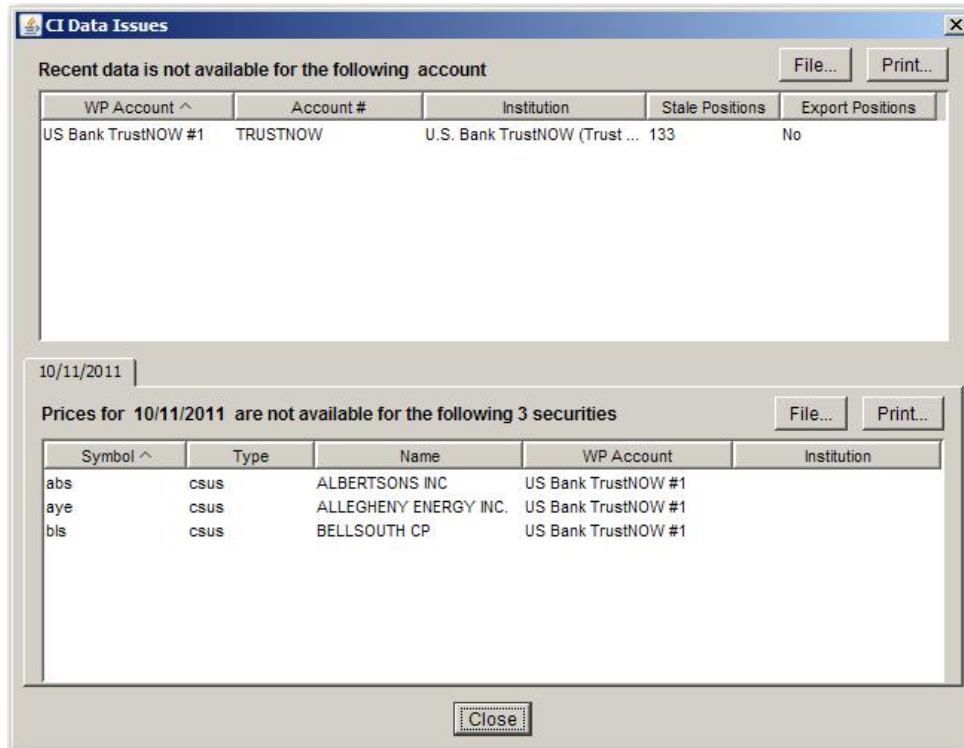 CI Data Issues
Recent data is not available for the following account File... Print...
WP Account ^ Account # Institution Stale Positions Export Positions
US Bank TrustNOW #1 TRUSTNOW U.S. Bank TrustNOW (Trust ... 133 No
10/11/2011
Prices for 10/11/2011 are not available for the following 3 securities File... Print...
Symbol ^ Type Name WP Account Institution
abs csus ALBERTSONS INC US Bank TrustNOW #1
aye csus ALLEGHENY ENERGY INC. US Bank TrustNOW #1
bls csus BELLSOUTH CP US Bank TrustNOW #1
Close